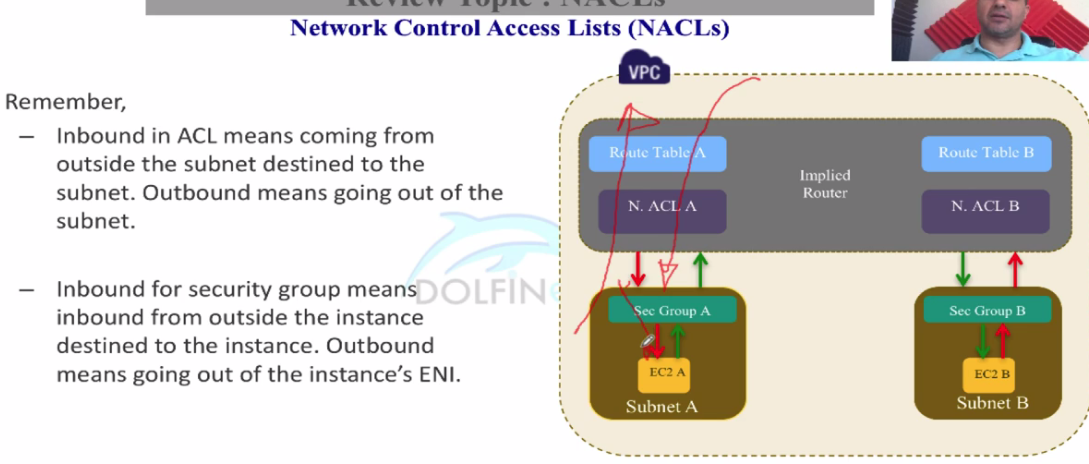 Review Topic : NACLs
Network Control Access Lists (NACLs)
Remember,
– Inbound in ACL means coming from
outside the subnet destined to the
subnet. Outbound means going out of the
subnet.
– Inbound for security group means
inbound from outside the instance
destined to the instance. Outbound
means going out of the instance's ENI.
DOLFIN
VPC
Route Table A
Route Table B
Implied
Router
N. ACL A
N. ACL B
Sec Group A
Sec Group B
EC2 A
EC2 B
Subnet A
Subnet B